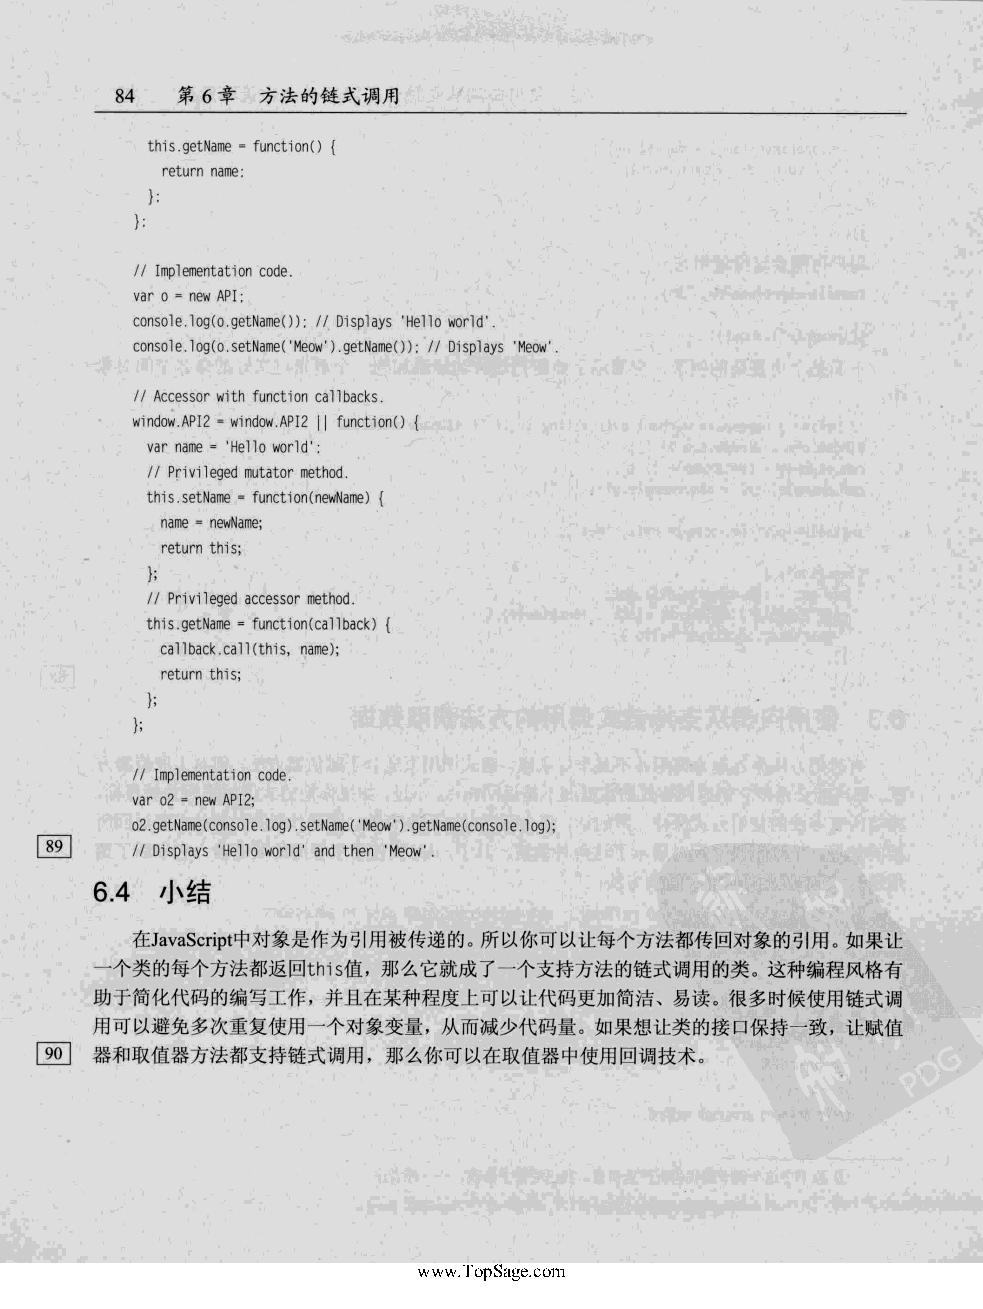 84 第6章 方法的链式调用
this.getName = function() {
return name;
};
};
// Implementation code.
var o = new API;
console.log(o.getName()); // Displays 'Hello world'.
console.log(o.setName('Meow').getName()); // Displays 'Meow'.
// Accessor with function callbacks.
window.API2 = window.API2 || function() {
var name = 'Hello world';
// Privileged mutator method.
this.setName = function(newName) {
name = newName;
return this;
};
// Privileged accessor method.
this.getName = function(callback) {
callback.call(this, name);
return this;
};
};
// Implementation code.
var o2 = new API2;
o2.getName(console.log).setName('Meow').getName(console.log);
89 // Displays 'Hello world' and then 'Meow'.
6.4 小结
在JavaScript中对象是作为引用被传递的。所以你可以让每个方法都传回对象的引用。如果让
一个类的每个方法都返回this值，那么它就成了一个支持方法的链式调用的类。这种编程风格有
助于简化代码的编写工作，并且在某种程度上可以让代码更加简洁、易读。很多时候使用链式调
用可以避免多次重复使用一个对象变量，从而减少代码量。如果想让类的接口保持一致，让赋值
90 器和取值器方法都支持链式调用，那么你可以在取值器中使用回调技术。
PDG
www.TopSage.com